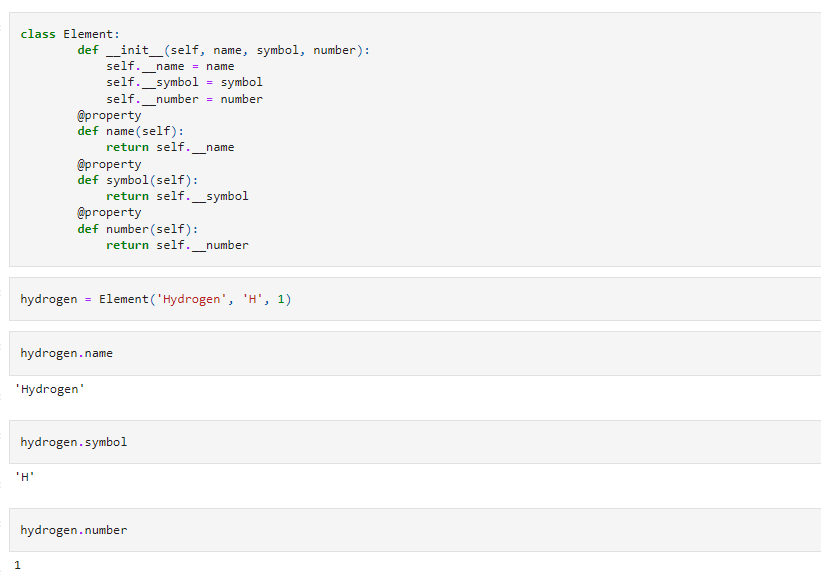 class Element:
        def __init__(self, name, symbol, number):
            self.__name = name
            self.__symbol = symbol
            self.__number = number
        @property
        def name(self):
            return self.__name
        @property
        def symbol(self):
            return self.__symbol
        @property
        def number(self):
            return self.__number
hydrogen = Element('Hydrogen', 'H', 1)
hydrogen.name
'Hydrogen'
hydrogen.symbol
'H'
hydrogen.number
1